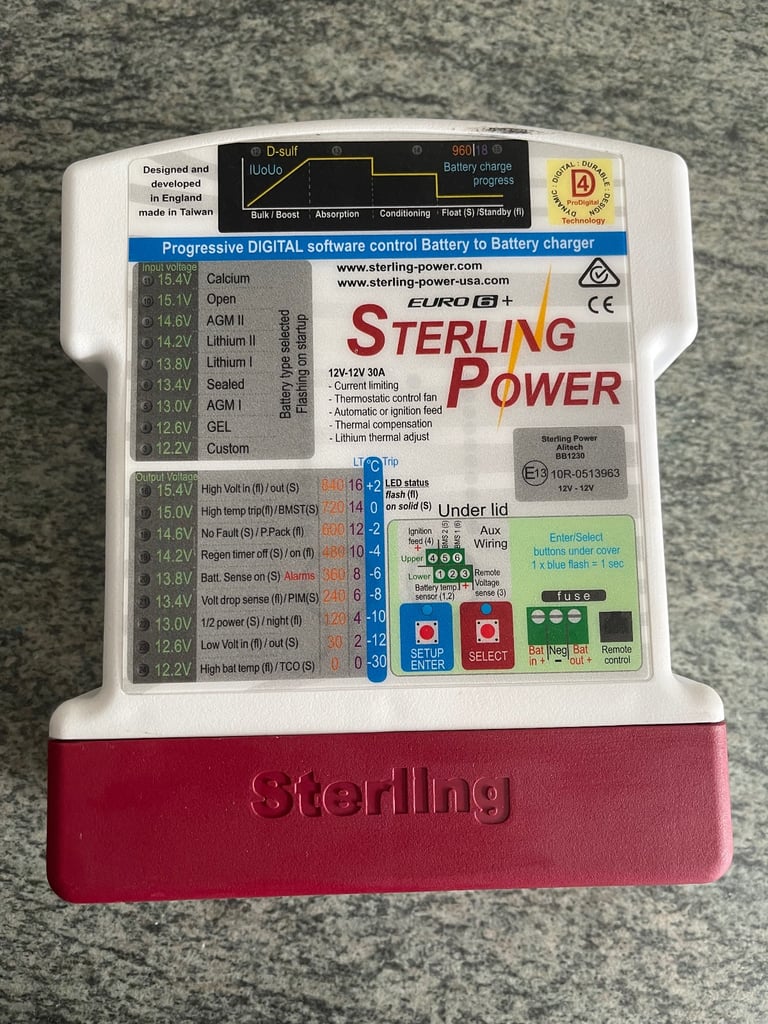 Designed and
developed
in England
made in Taiwan
D-sulf
960|18
IUoUo
Battery charge
progress
Bulk / Boost
Absorption
Conditioning
Float (S) /Standby (fl)
DYNAMIC : DIGITAL : DURABLE : DESIGN
D4
ProDigital
Technology
Progressive DIGITAL software control Battery to Battery charger
Input voltage
15.4V Calcium
15.1V Open
14.6V AGM II
14.2V Lithium II
13.8V Lithium I
13.4V Sealed
13.0V AGM I
12.6V GEL
12.2V Custom
Battery type selected
Flashing on startup
www.sterling-power.com
www.sterling-power-usa.com
EURO 6 +
CE
STERLING
POWER
12V-12V 30A
- Current limiting
- Thermostatic control fan
- Automatic or ignition feed
- Thermal compensation
- Lithium thermal adjust
Sterling Power
Alitech
BB1230
E13 10R-0513963
12V - 12V
Trip
°C
Output Voltage
15.4V High Volt in (fl) / out (S) 840 16 +2
15.0V High temp trip(fl) / BMST(S) 720 14 0
14.6V No Fault (S) / P.Pack (fl) 600 12 -2
14.2V Regen timer off (S) / on (fl) 480 10 -4
13.8V Batt. Sense on (S) Alarms 360 8 -6
13.4V Volt drop sense (fl) / PIM(S) 240 6 -8
13.0V 1/2 power (S) / night (fl) 120 4 -10
12.6V Low Volt in (fl) / out (S) 30 2 -12
12.2V High bat temp (fl) / TCO (S) 0 0 -30
LED status
flash (fl)
on solid (S)
Under lid
Ignition
feed (4)
+
BMS 2 (5)
BMS 1 (6)
Aux
Wiring
Upper 4 5 6
Lower 1 2 3
Remote
Voltage
sense (3)
Battery temp.
sensor (1,2)
+
Enter/Select
buttons under cover
1 x blue flash = 1 sec
fuse
SETUP
ENTER
SELECT
Bat
in +
Neg
−
Bat
out +
Remote
control
Sterling